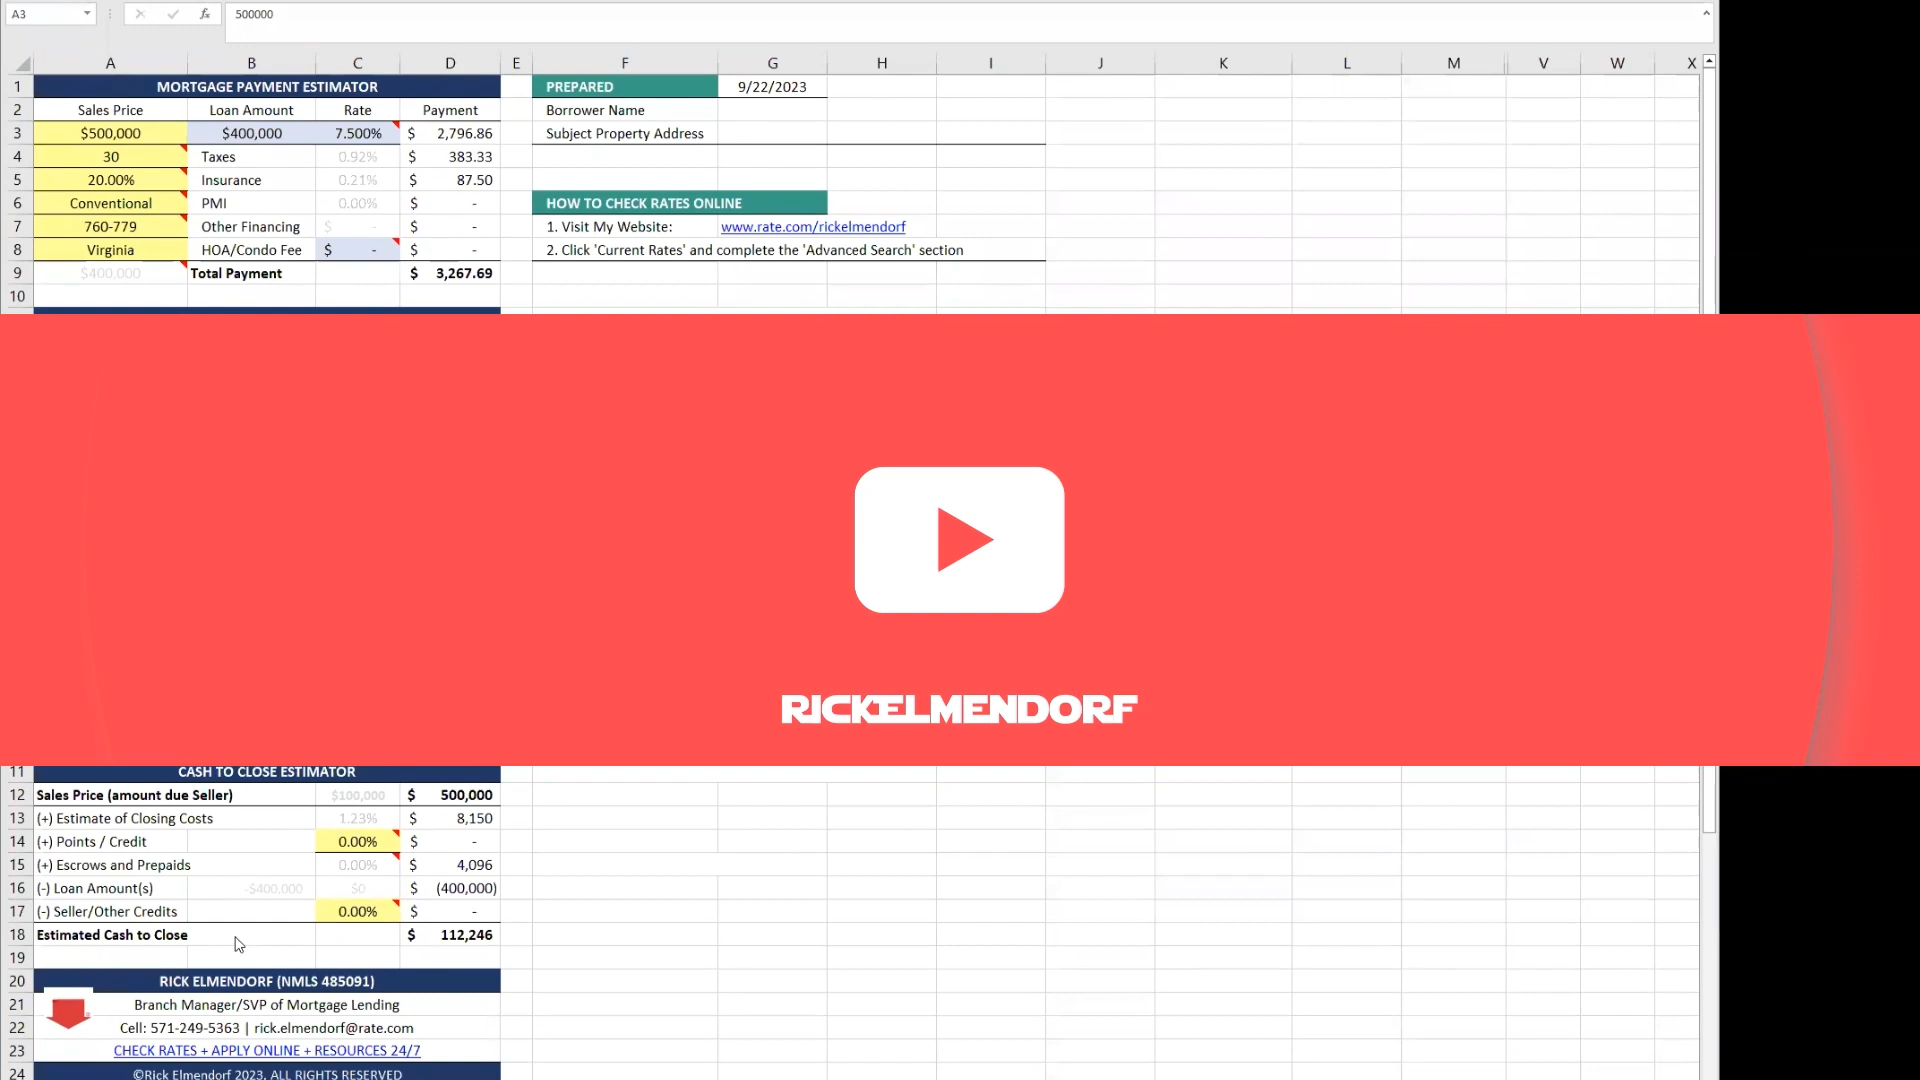 A3 fx 500000
A B C D E F G H I J K L M V W X
1 MORTGAGE PAYMENT ESTIMATOR PREPARED 9/22/2023
2 Sales Price Loan Amount Rate Payment Borrower Name
3 $500,000 $400,000 7.500% $ 2,796.86 Subject Property Address
4 30 Taxes 0.92% $ 383.33
5 20.00% Insurance 0.21% $ 87.50
6 Conventional PMI 0.00% $ - HOW TO CHECK RATES ONLINE
7 760-779 Other Financing $ - $ - 1. Visit My Website: www.rate.com/rickelmendorf
8 Virginia HOA/Condo Fee $ - $ - 2. Click 'Current Rates' and complete the 'Advanced Search' section
9 $400,000 Total Payment $ 3,267.69
10
RICKELMENDORF
11 CASH TO CLOSE ESTIMATOR
12 Sales Price (amount due Seller) $100,000 $ 500,000
13 (+) Estimate of Closing Costs 1.23% $ 8,150
14 (+) Points / Credit 0.00% $ -
15 (+) Escrows and Prepaids 0.00% $ 4,096
16 (-) Loan Amount(s) -$400,000 $0 $ (400,000)
17 (-) Seller/Other Credits 0.00% $ -
18 Estimated Cash to Close $ 112,246
19
20 RICK ELMENDORF (NMLS 485091)
21 Branch Manager/SVP of Mortgage Lending
22 Cell: 571-249-5363 | rick.elmendorf@rate.com
23 CHECK RATES + APPLY ONLINE + RESOURCES 24/7
24 ©Rick Elmendorf 2023, ALL RIGHTS RESERVED